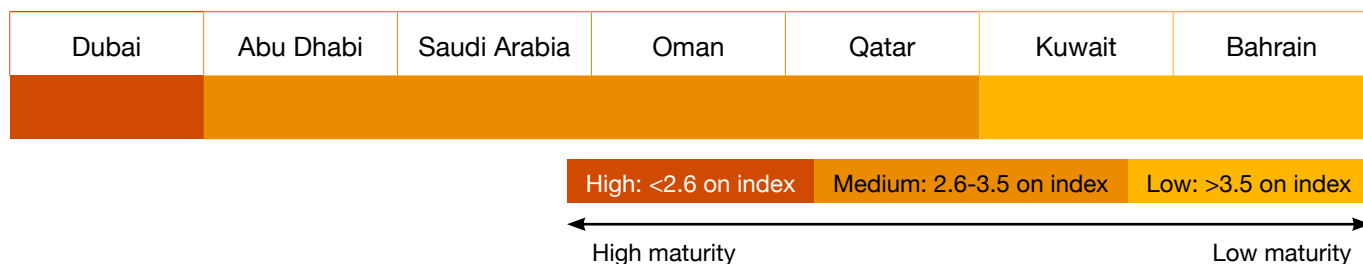 Dubai Abu Dhabi Saudi Arabia Oman Qatar Kuwait Bahrain
High: <2.6 on index Medium: 2.6-3.5 on index Low: >3.5 on index
High maturity Low maturity